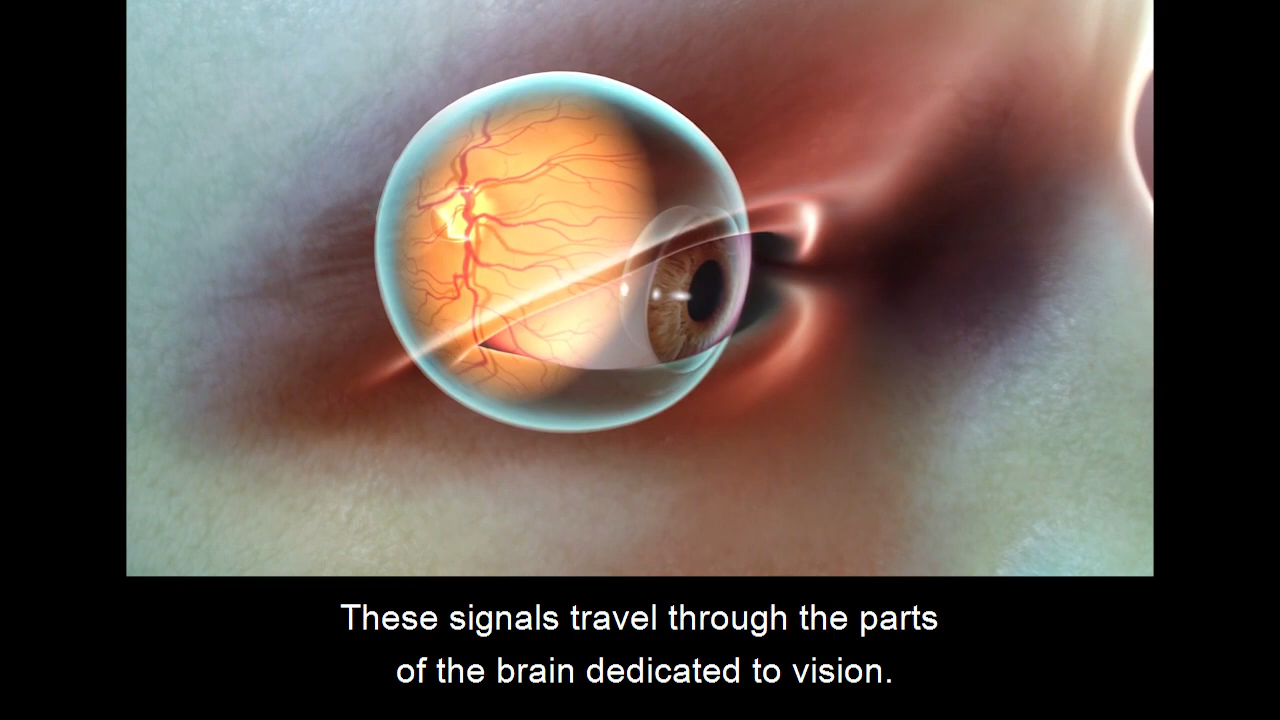 These signals travel through the parts
of the brain dedicated to vision.